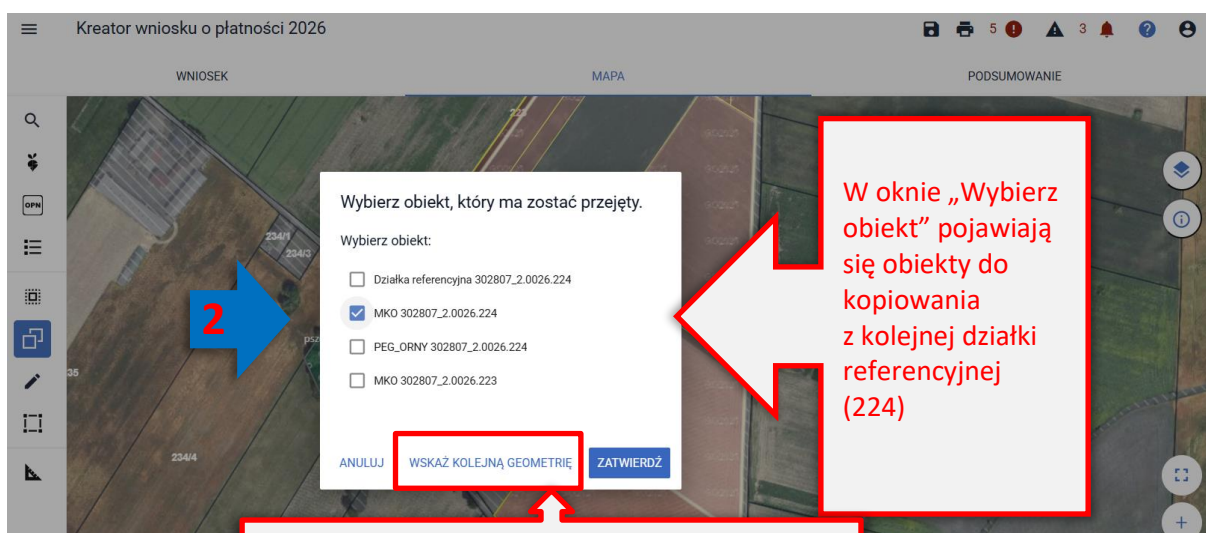 Kreator wniosku o płatności 2026
5
3
WNIOSEK
MAPA
PODSUMOWANIE
OPN
223
234/1
234/3
35
234/4
Wybierz obiekt, który ma zostać przejęty.
Wybierz obiekt:
Działka referencyjna 302807_2.0026.224
MKO 302807_2.0026.224
PEG_ORNY 302807_2.0026.224
MKO 302807_2.0026.223
ANULUJ
WSKAŻ KOLEJNĄ GEOMETRIĘ
ZATWIERDŹ
2
W oknie „Wybierz
obiekt” pojawiają
się obiekty do
kopiowania
z kolejnej działki
referencyjnej
(224)